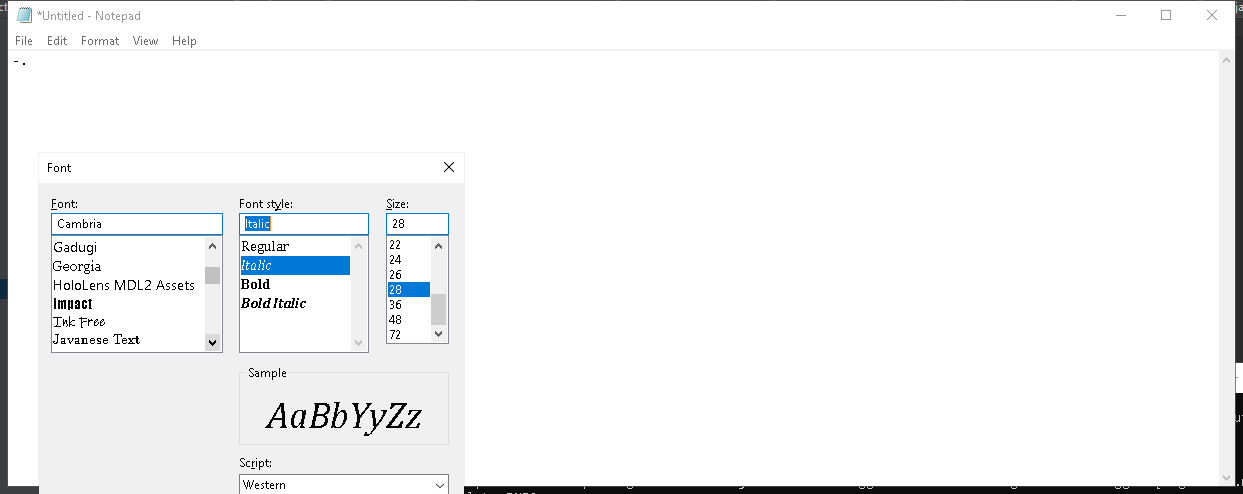 *Untitled - Notepad
File Edit Format View Help
-.
Font
Font: Font style: Size:
Cambria Italic 28
Gadugi
Georgia
HoloLens MDL2 Assets
Impact
Ink Free
Javanese Text
Regular
Italic
Bold
Bold Italic
22
24
26
28
36
48
72
Sample
AaBbYyZz
Script:
Western